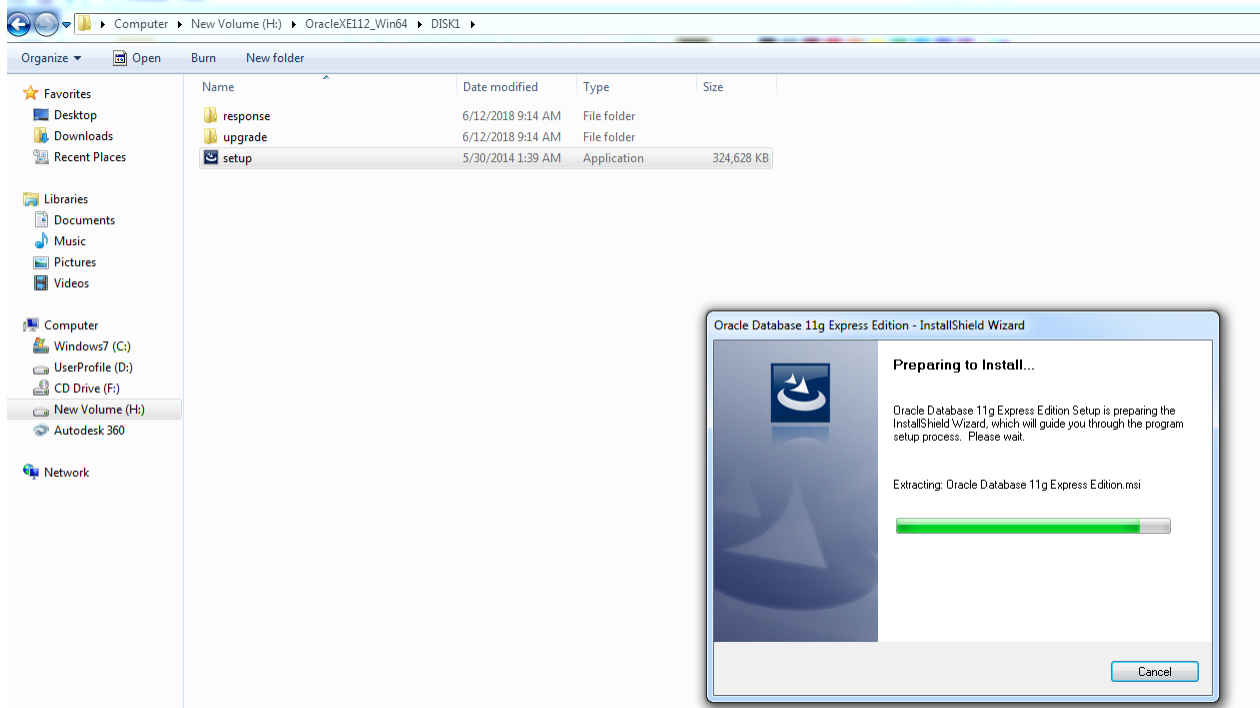 Computer New Volume (H:) OracleXE112_Win64 DISK1
Organize Open Burn New folder
Name Date modified Type Size
response 6/12/2018 9:14 AM File folder
upgrade 6/12/2018 9:14 AM File folder
setup 5/30/2014 1:39 AM Application 324,628 KB
Favorites
Desktop
Downloads
Recent Places
Libraries
Documents
Music
Pictures
Videos
Computer
Windows7 (C:)
UserProfile (D:)
CD Drive (F:)
New Volume (H:)
Autodesk 360
Network
Oracle Database 11g Express Edition - InstallShield Wizard
Preparing to Install...
Oracle Database 11g Express Edition Setup is preparing the
InstallShield Wizard, which will guide you through the program
setup process. Please wait.
Extracting: Oracle Database 11g Express Edition.msi
Cancel